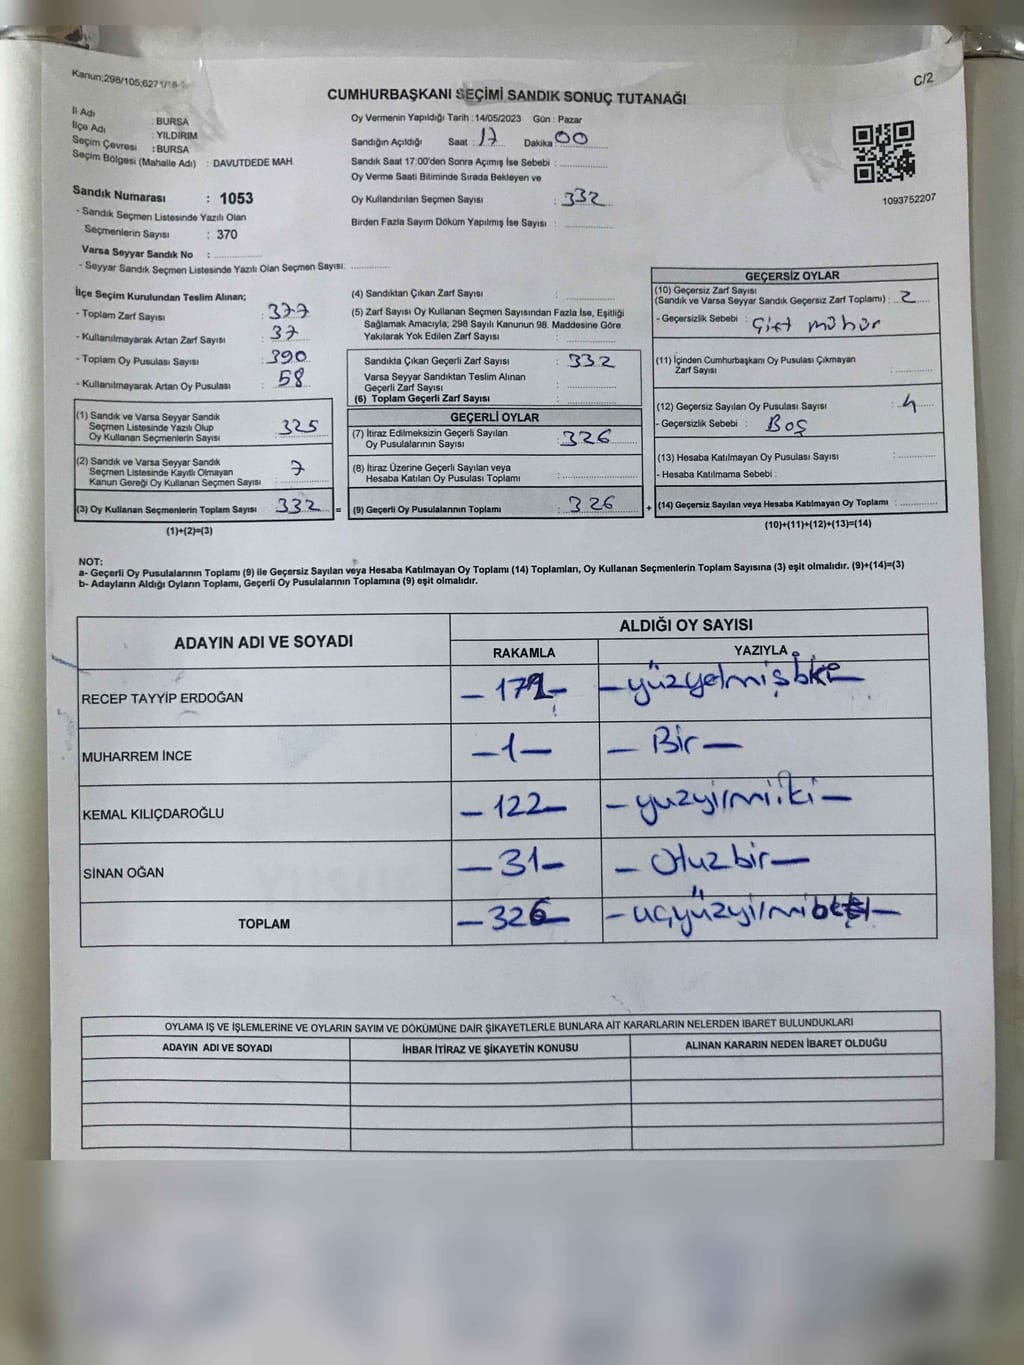 Kanun;298/105;6271/18
C/2
CUMHURBAŞKANI SEÇİMİ SANDIK SONUÇ TUTANAĞI
İl Adı : BURSA
İlçe Adı : YILDIRIM
Seçim Çevresi : BURSA
Seçim Bölgesi (Mahalle Adı) : DAVUTDEDE MAH.
Sandık Numarası : 1053
- Sandık Seçmen Listesinde Yazılı Olan
Seçmenlerin Sayısı : 370
Varsa Seyyar Sandık No :
- Seyyar Sandık Seçmen Listesinde Yazılı Olan Seçmen Sayısı:
Oy Vermenin Yapıldığı Tarih : 14/05/2023 Gün : Pazar
Sandığın Açıldığı Saat : 17 Dakika 00
Sandık Saat 17:00'den Sonra Açımış İse Sebebi :
Oy Verme Saati Bitiminde Sırada Bekleyen ve
Oy Kullandırılan Seçmen Sayısı : 332
Birden Fazla Sayım Döküm Yapılmış İse Sayısı :
1093752207
İlçe Seçim Kurulundan Teslim Alınan;
- Toplam Zarf Sayısı : 377
- Kullanılmayarak Artan Zarf Sayısı : 37
- Toplam Oy Pusulası Sayısı : 390
- Kullanılmayarak Artan Oy Pusulası : 58
(1) Sandık ve Varsa Seyyar Sandık
Seçmen Listesinde Yazılı Olup
Oy Kullanan Seçmenlerin Sayısı : 325
(2) Sandık ve Varsa Seyyar Sandık
Seçmen Listesinde Kayıtlı Olmayan
Kanun Gereği Oy Kullanan Seçmen Sayısı : 7
(3) Oy Kullanan Seçmenlerin Toplam Sayısı : 332 =
(1)+(2)=(3)
(4) Sandıktan Çıkan Zarf Sayısı :
(5) Zarf Sayısı Oy Kullanan Seçmen Sayısından Fazla İse, Eşitliği
Sağlamak Amacıyla; 298 Sayılı Kanunun 98. Maddesine Göre
Yakılarak Yok Edilen Zarf Sayısı :
Sandıkta Çıkan Geçerli Zarf Sayısı : 332
Varsa Seyyar Sandıktan Teslim Alınan
Geçerli Zarf Sayısı :
(6) Toplam Geçerli Zarf Sayısı :
GEÇERLİ OYLAR
(7) İtiraz Edilmeksizin Geçerli Sayılan
Oy Pusulalarının Sayısı : 326
(8) İtiraz Üzerine Geçerli Sayılan veya
Hesaba Katılan Oy Pusulası Toplamı :
(9) Geçerli Oy Pusulalarının Toplamı : 326 +
GEÇERSİZ OYLAR
(10) Geçersiz Zarf Sayısı
(Sandık ve Varsa Seyyar Sandık Geçersiz Zarf Toplamı) : 2
- Geçersizlik Sebebi : Çift mühür
(11) İçinden Cumhurbaşkanı Oy Pusulası Çıkmayan
Zarf Sayısı :
(12) Geçersiz Sayılan Oy Pusulası Sayısı : 4
- Geçersizlik Sebebi : Boş
(13) Hesaba Katılmayan Oy Pusulası Sayısı :
- Hesaba Katılmama Sebebi :
(14) Geçersiz Sayılan veya Hesaba Katılmayan Oy Toplamı :
(10)+(11)+(12)+(13)=(14)
NOT:
a- Geçerli Oy Pusulalarının Toplamı (9) ile Geçersiz Sayılan veya Hesaba Katılmayan Oy Toplamı (14) Toplamları, Oy Kullanan Seçmenlerin Toplam Sayısına (3) eşit olmalıdır. (9)+(14)=(3)
b- Adayların Aldığı Oyların Toplamı, Geçerli Oy Pusulalarının Toplamına (9) eşit olmalıdır.
ADAYIN ADI VE SOYADI ALDIĞI OY SAYISI
RAKAMLA YAZIYLA
RECEP TAYYİP ERDOĞAN - 172 - - yüzyetmişiki -
MUHARREM İNCE - 1 - - Bir -
KEMAL KILIÇDAROĞLU - 122 - - yüzyirmiiki -
SİNAN OĞAN - 31 - - Otuzbir -
TOPLAM - 326 -
OYLAMA İŞ VE İŞLEMLERİNE VE OYLARIN SAYIM VE DÖKÜMÜNE DAİR ŞİKAYETLERLE BUNLARA AİT KARARLARIN NELERDEN İBARET BULUNDUKLARI
ADAYIN ADI VE SOYADI İHBAR İTİRAZ VE ŞİKAYETİN KONUSU ALINAN KARARIN NEDEN İBARET OLDUĞU